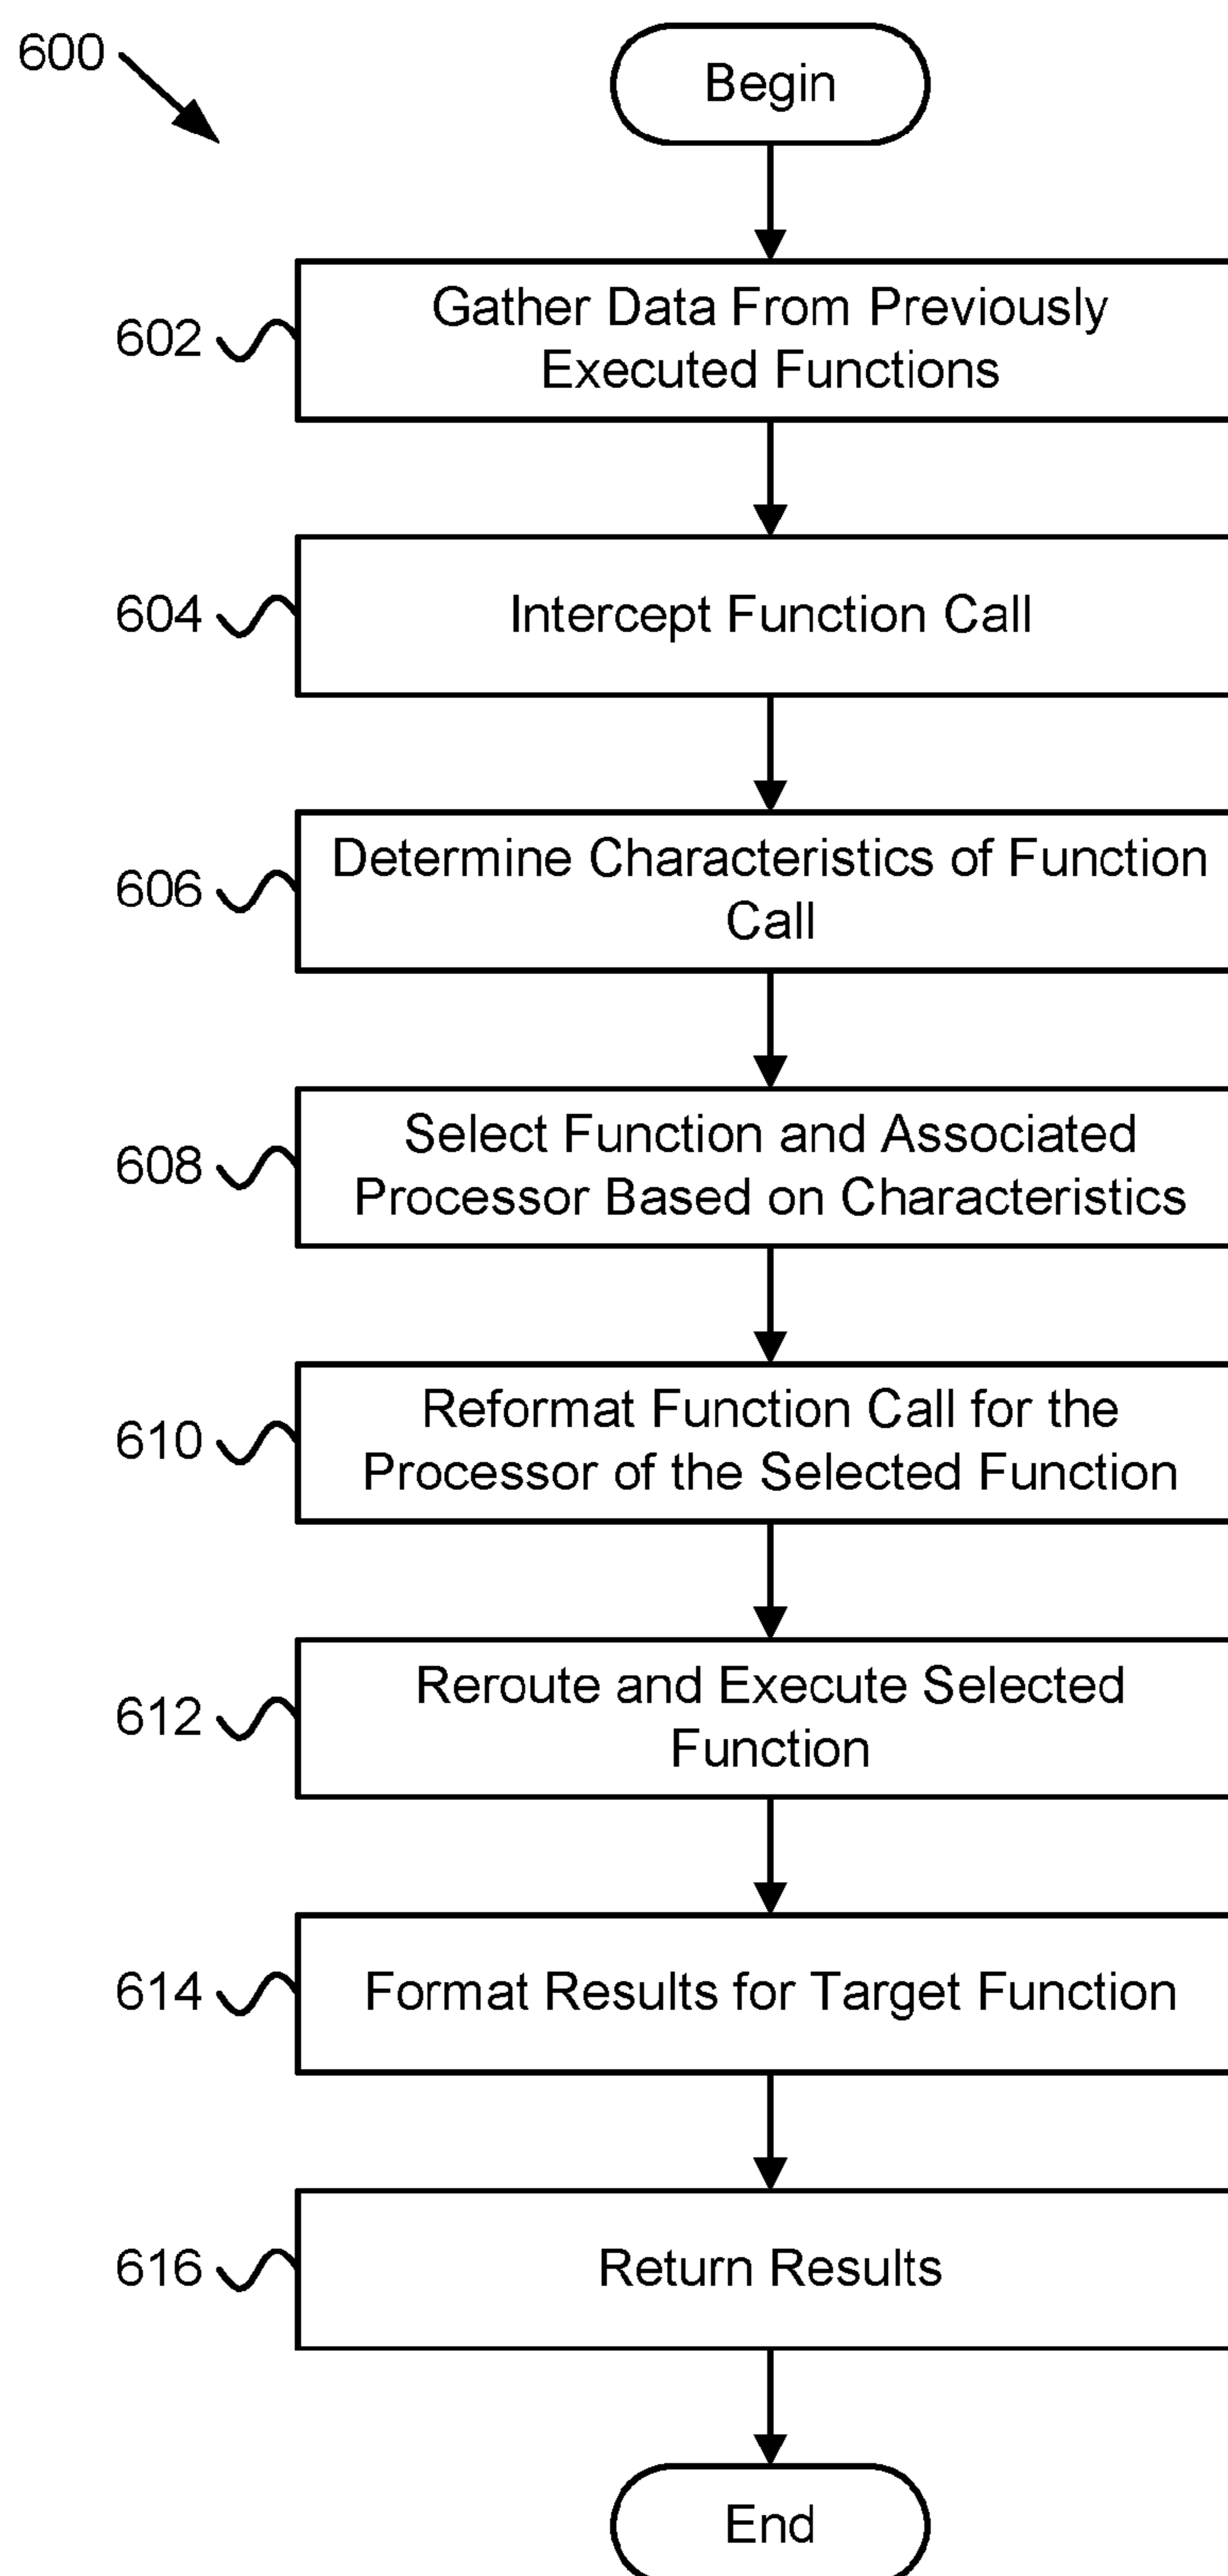 600
Begin
602
Gather Data From Previously
Executed Functions
604
Intercept Function Call
606
Determine Characteristics of Function
Call
608
Select Function and Associated
Processor Based on Characteristics
610
Reformat Function Call for the
Processor of the Selected Function
612
Reroute and Execute Selected
Function
614
Format Results for Target Function
616
Return Results
End